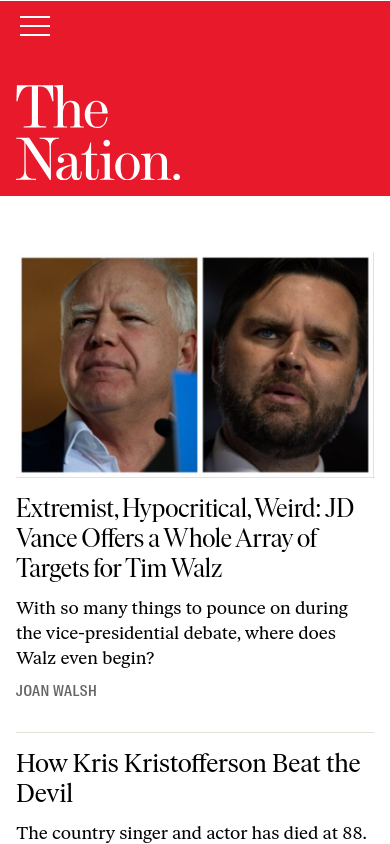 The
Nation.
Extremist, Hypocritical, Weird: JD
Vance Offers a Whole Array of
Targets for Tim Walz
With so many things to pounce on during
the vice-presidential debate, where does
Walz even begin?
JOAN WALSH
How Kris Kristofferson Beat the
Devil
The country singer and actor has died at 88.